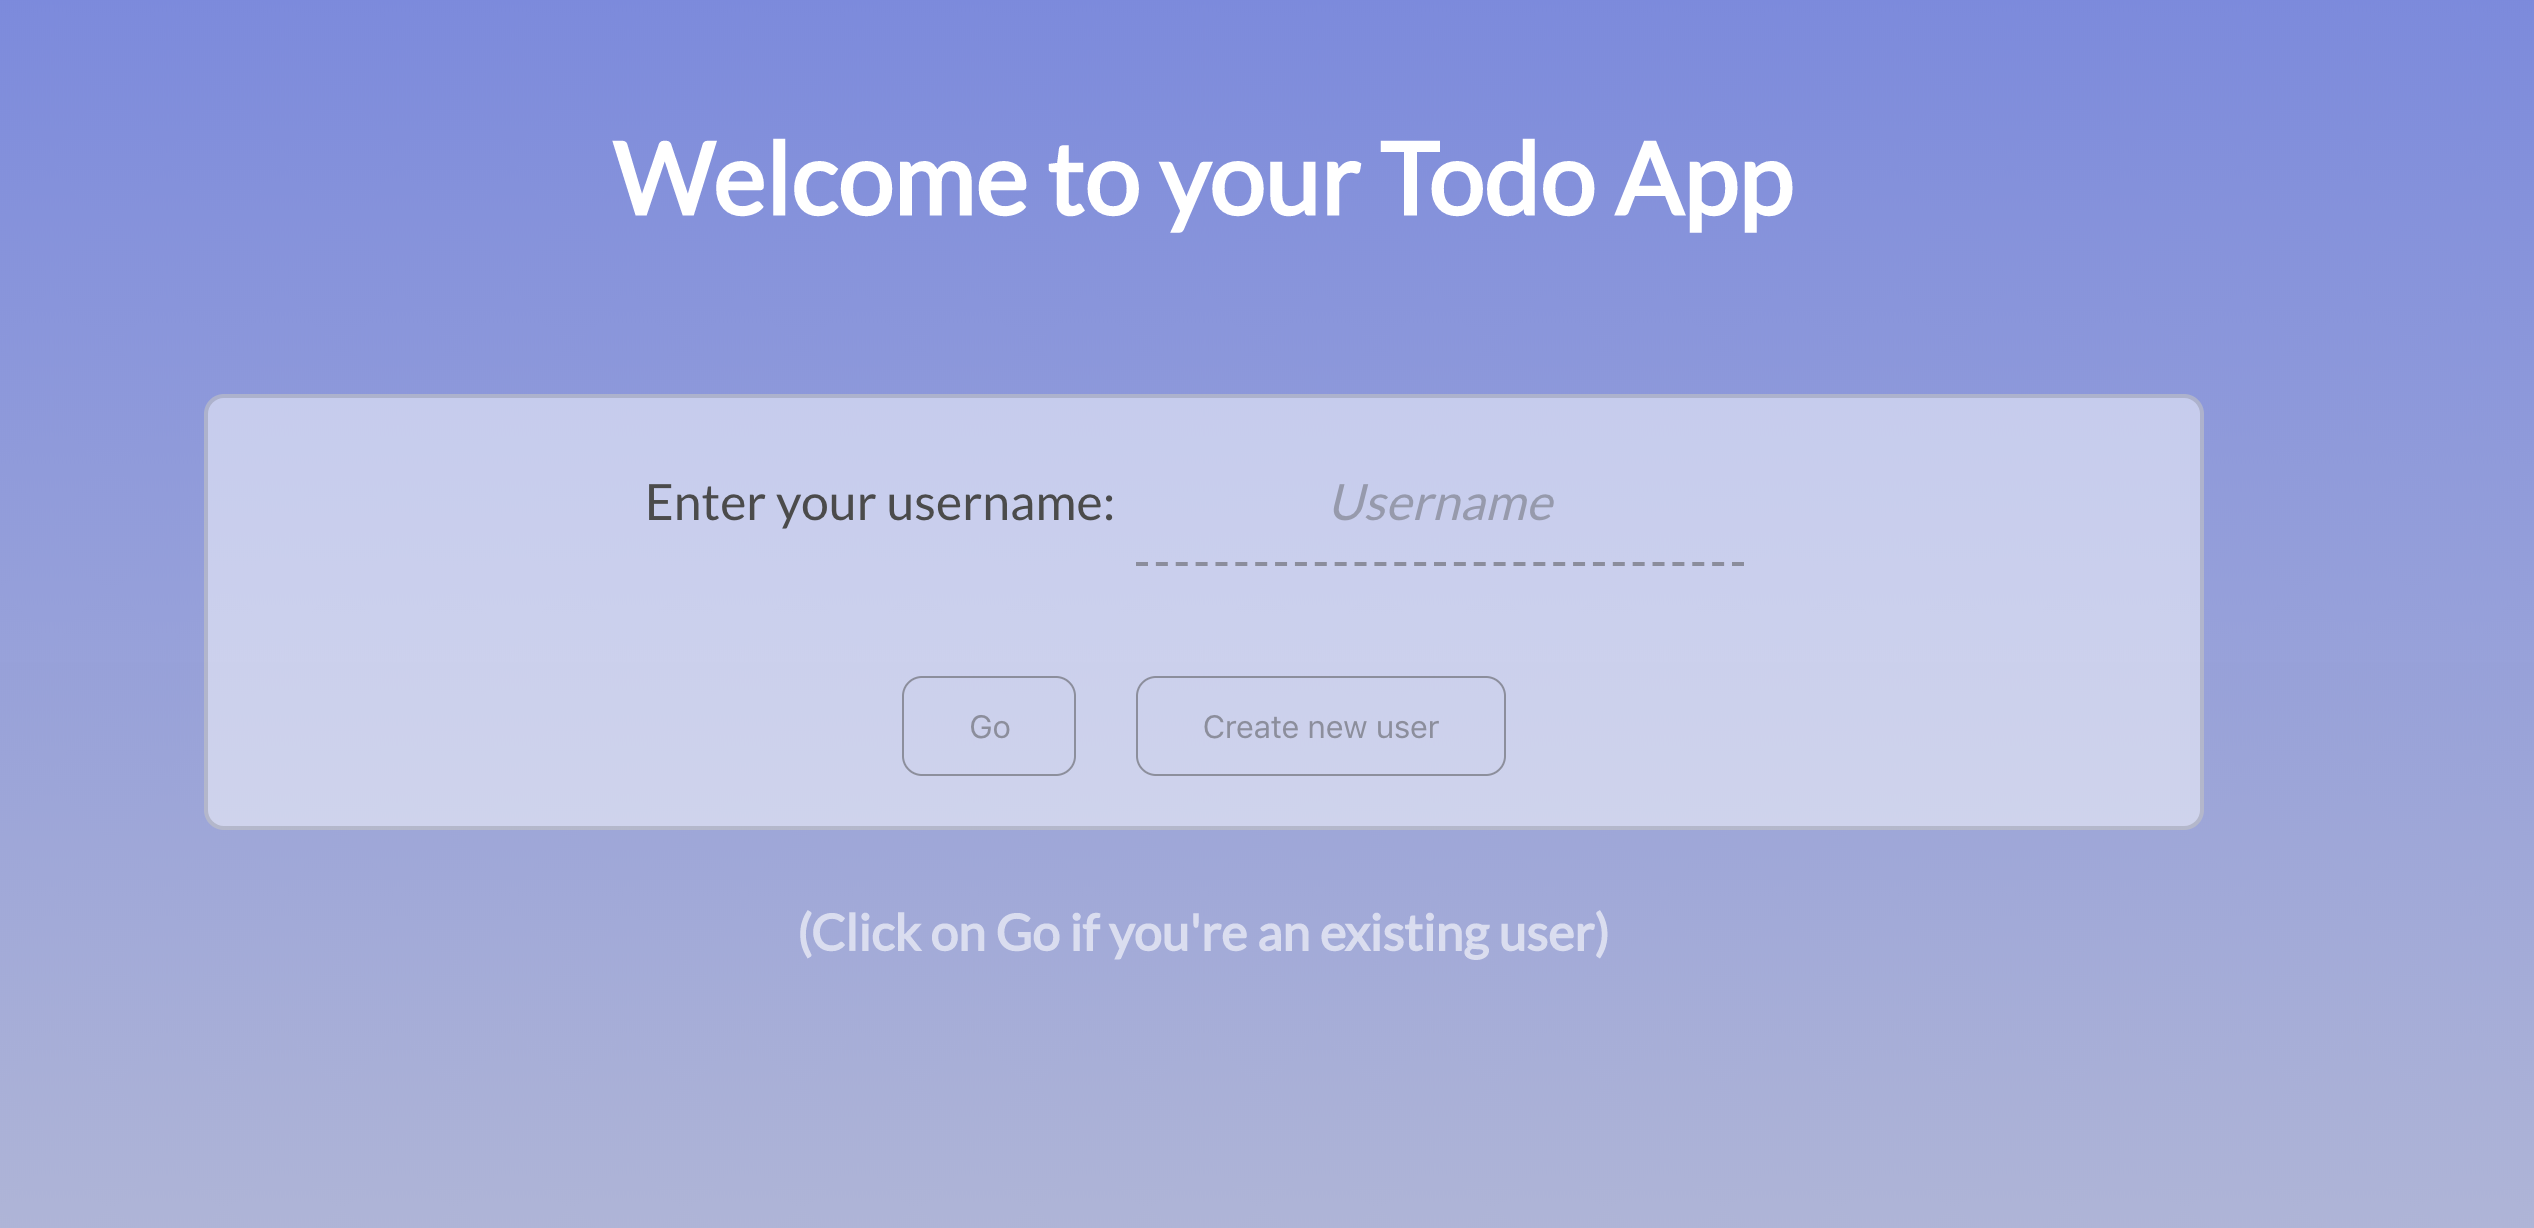 Welcome to your Todo App
Enter your username: Username
Go Create new user
(Click on Go if you're an existing user)